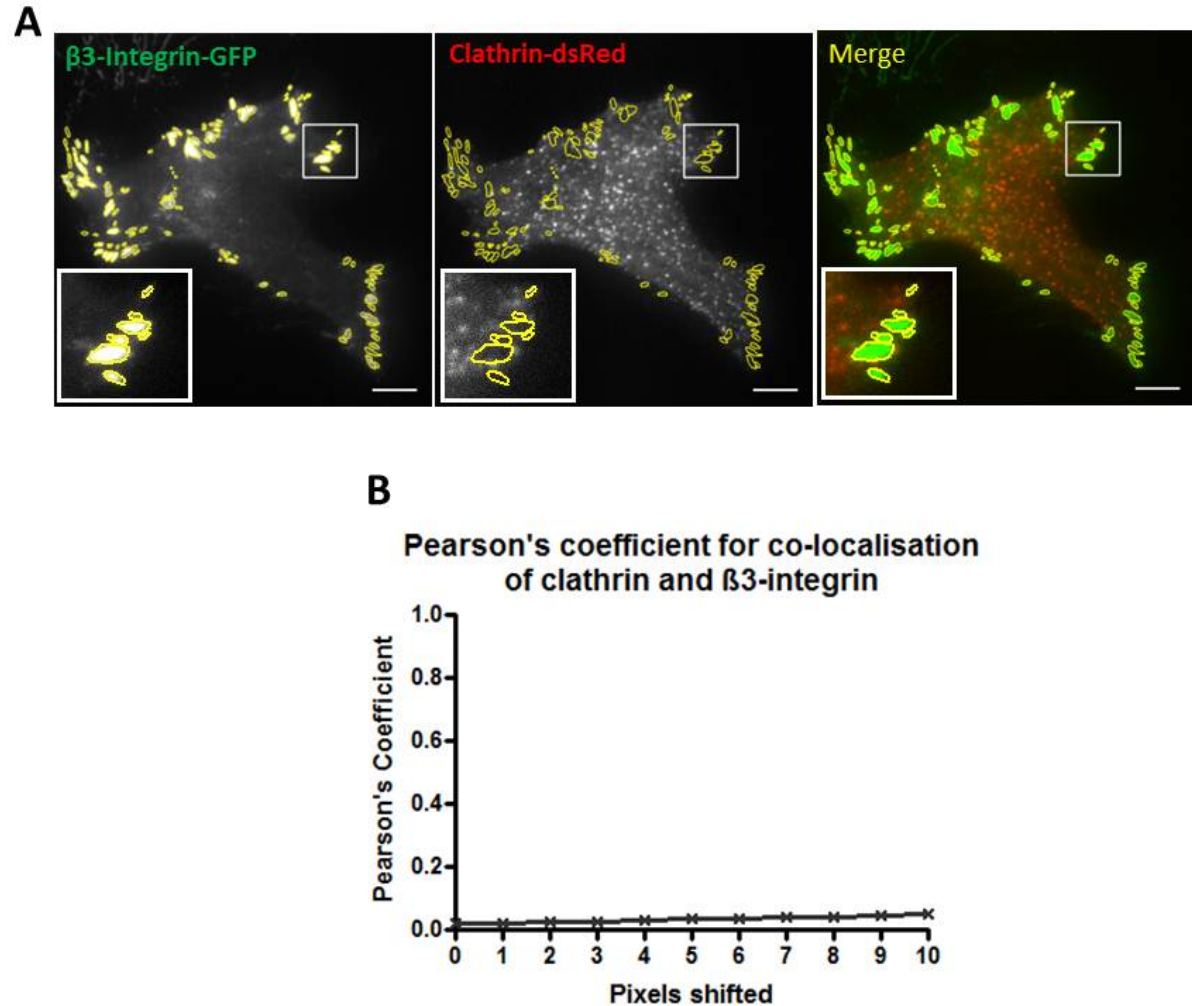 A
β3-Integrin-GFP
Clathrin-dsRed
Merge
B
Pearson's coefficient for co-localisation
of clathrin and ß3-integrin
Pearson's Coefficient
1.0
0.8
0.6
0.4
0.2
0.0
0 1 2 3 4 5 6 7 8 9 10
Pixels shifted